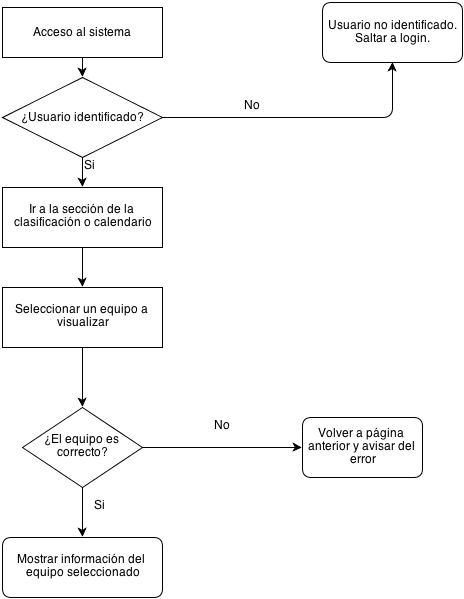 Acceso al sistema
Usuario no identificado.
Saltar a login.
¿Usuario identificado?
No
Si
Ir a la sección de la
clasificación o calendario
Seleccionar un equipo a
visualizar
¿El equipo es
correcto?
No
Volver a página
anterior y avisar del
error
Si
Mostrar información del
equipo seleccionado